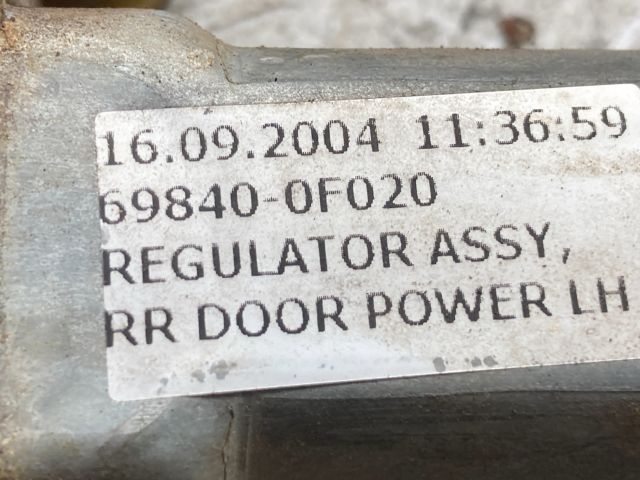 16.09.2004 11:36:59
69840-0F020
REGULATOR ASSY,
RR DOOR POWER LH